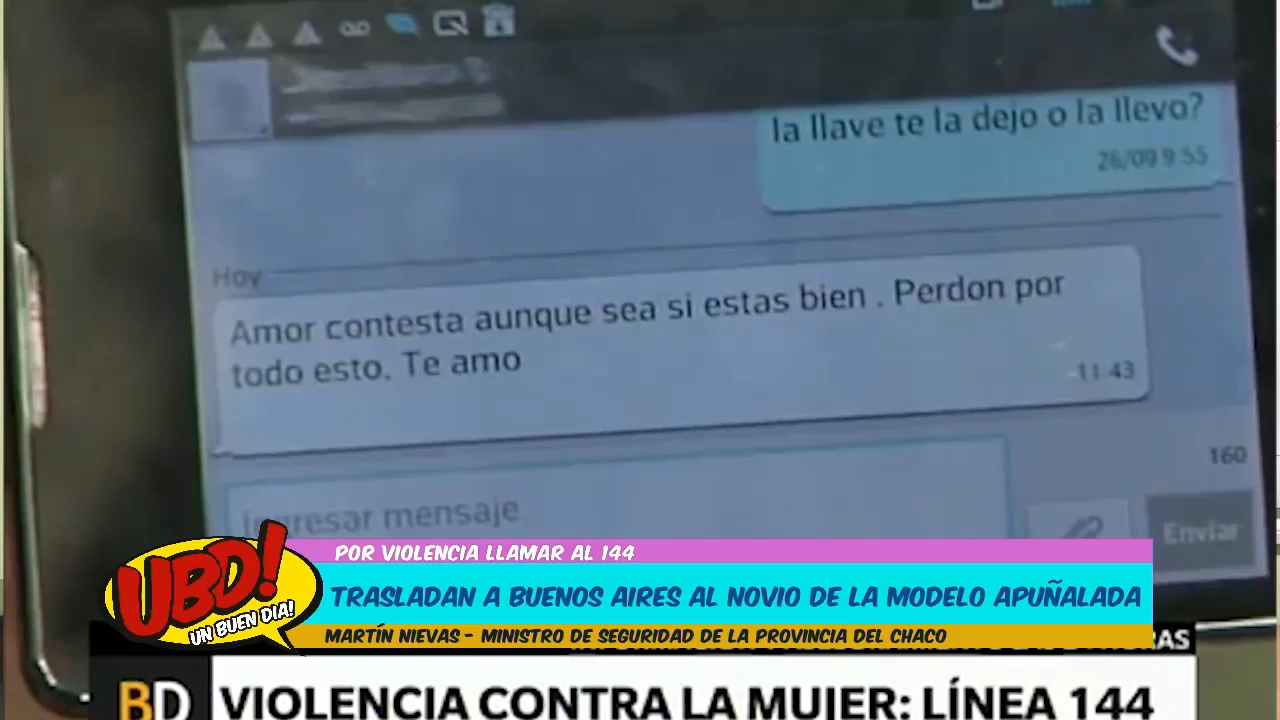 la llave te la dejo o la llevo?
26/09 9:55
Hoy
Amor contesta aunque sea si estas bien . Perdon por
todo esto. Te amo
11:43
160
Ingresar mensaje
Enviar
UBD!
UN BUEN DIA!
POR VIOLENCIA LLAMAR AL 144
TRASLADAN A BUENOS AIRES AL NOVIO DE LA MODELO APUÑALADA
MARTÍN NIEVAS - MINISTRO DE SEGURIDAD DE LA PROVINCIA DEL CHACO
BD
VIOLENCIA CONTRA LA MUJER: LÍNEA 144